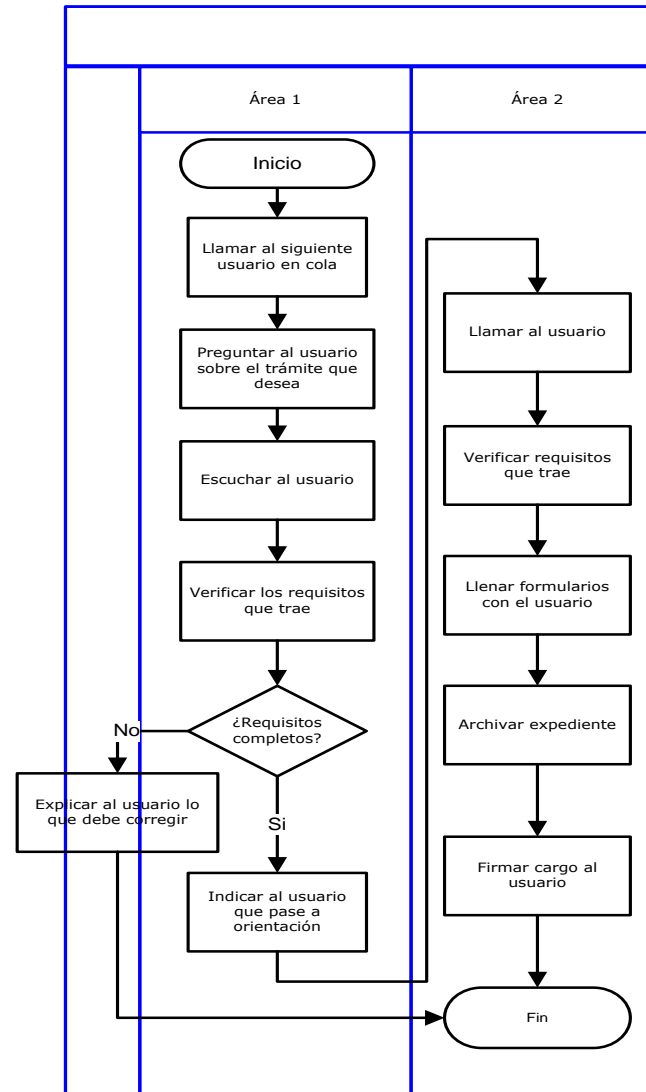 Área 1
Área 2
Inicio
Llamar al siguiente
usuario en cola
Preguntar al usuario
sobre el trámite que
desea
Escuchar al usuario
Verificar los requisitos
que trae
¿Requisitos
completos?
No
Explicar al usuario lo
que debe corregir
Si
Indicar al usuario
que pase a
orientación
Llamar al usuario
Verificar requisitos
que trae
Llenar formularios
con el usuario
Archivar expediente
Firmar cargo al
usuario
Fin